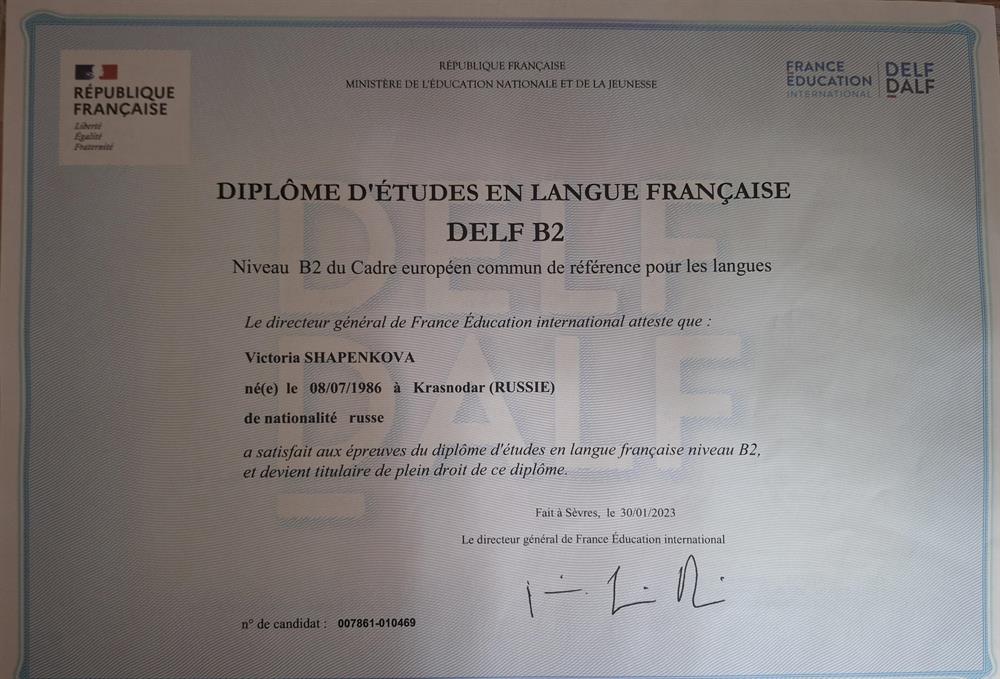 RÉPUBLIQUE
FRANÇAISE
Liberté
Égalité
Fraternité
RÉPUBLIQUE FRANÇAISE
MINISTÈRE DE L'ÉDUCATION NATIONALE ET DE LA JEUNESSE
FRANCE
ÉDUCATION
INTERNATIONAL
DELF
DALF
DIPLÔME D'ÉTUDES EN LANGUE FRANÇAISE
DELF B2
Niveau B2 du Cadre européen commun de référence pour les langues
Le directeur général de France Éducation international atteste que :
Victoria SHAPENKOVA
né(e) le 08/07/1986 à Krasnodar (RUSSIE)
de nationalité russe
a satisfait aux épreuves du diplôme d'études en langue française niveau B2,
et devient titulaire de plein droit de ce diplôme.
Fait à Sèvres, le 30/01/2023
Le directeur général de France Éducation international
n° de candidat : 007861-010469
DELF
DALF